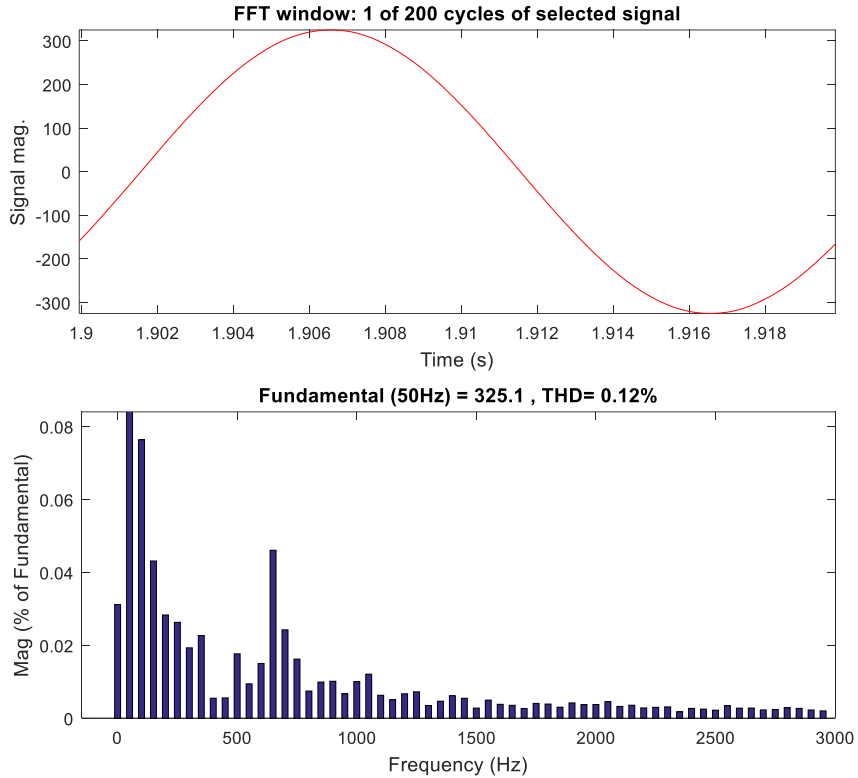 FFT window: 1 of 200 cycles of selected signal
300
200
100
0
-100
-200
-300
Signal mag.
1.9 1.902 1.904 1.906 1.908 1.91 1.912 1.914 1.916 1.918
Time (s)
Fundamental (50Hz) = 325.1 , THD= 0.12%
0.08
0.06
0.04
0.02
0
Mag (% of Fundamental)
0 500 1000 1500 2000 2500 3000
Frequency (Hz)